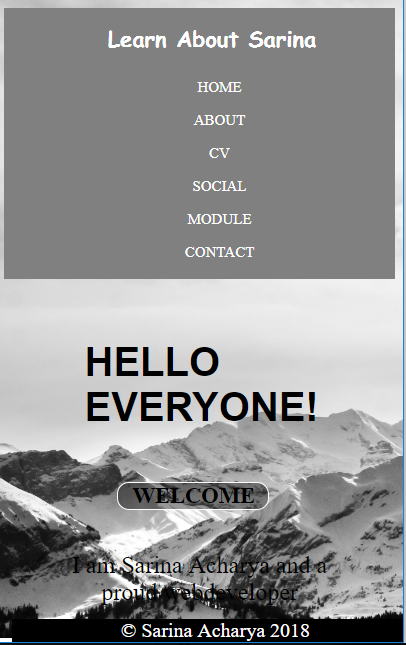 Learn About Sarina
HOME
ABOUT
CV
SOCIAL
MODULE
CONTACT
HELLO
EVERYONE!
WELCOME
I am Sarina Acharya and a
proud webdeveloper
© Sarina Acharya 2018